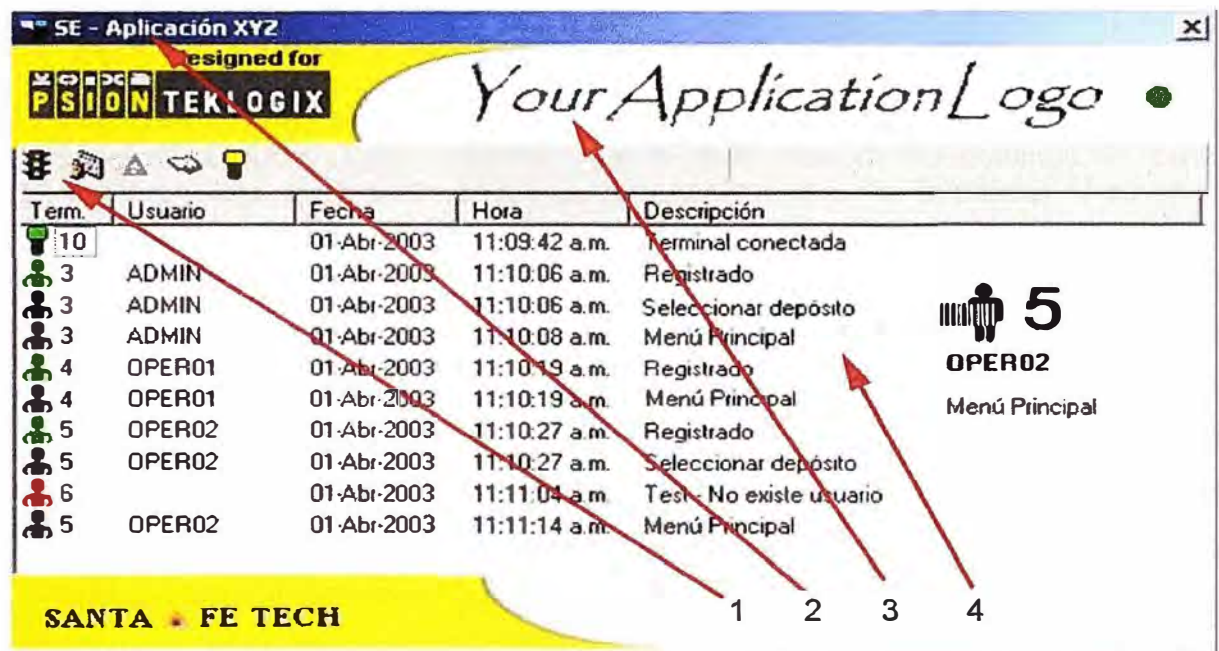 SE - Aplicación XYZ
Designed for
PSION TEKLOGIX
Your Application Logo
Term. Usuario Fecha Hora Descripción
10 01-Abr-2003 11:09:42 a.m. Terminal conectada
3 ADMIN 01-Abr-2003 11:10:06 a.m. Registrado
3 ADMIN 01-Abr-2003 11:10:06 a.m. Seleccionar depósito
3 ADMIN 01-Abr-2003 11:10:08 a.m. Menú Principal
4 OPER01 01-Abr-2003 11:10:19 a.m. Registrado
4 OPER01 01-Abr-2003 11:10:19 a.m. Menú Principal
5 OPER02 01-Abr-2003 11:10:27 a.m. Registrado
5 OPER02 01-Abr-2003 11:10:27 a.m. Seleccionar depósito
6 01-Abr-2003 11:11:04 a.m. Test - No existe usuario
5 OPER02 01-Abr-2003 11:11:14 a.m. Menú Principal
5
OPER02
Menú Principal
SANTA FE TECH
1 2 3 4